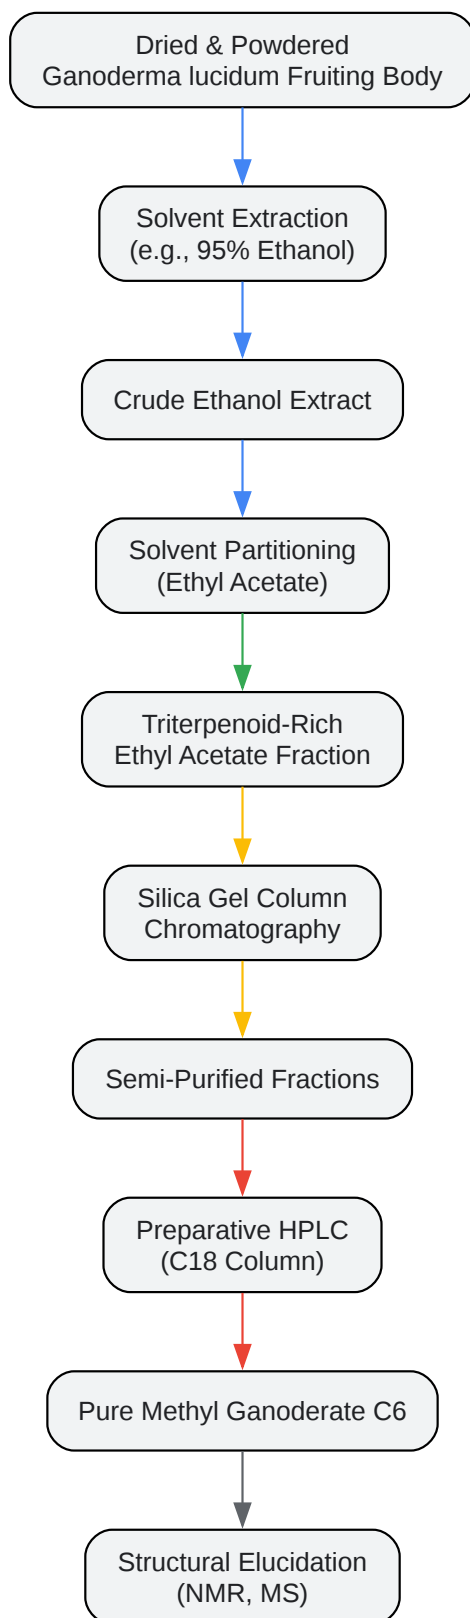 Dried & Powdered
Ganoderma lucidum Fruiting Body
Solvent Extraction
(e.g., 95% Ethanol)
Crude Ethanol Extract
Solvent Partitioning
(Ethyl Acetate)
Triterpenoid-Rich
Ethyl Acetate Fraction
Silica Gel Column
Chromatography
Semi-Purified Fractions
Preparative HPLC
(C18 Column)
Pure Methyl Ganoderate C6
Structural Elucidation
(NMR, MS)